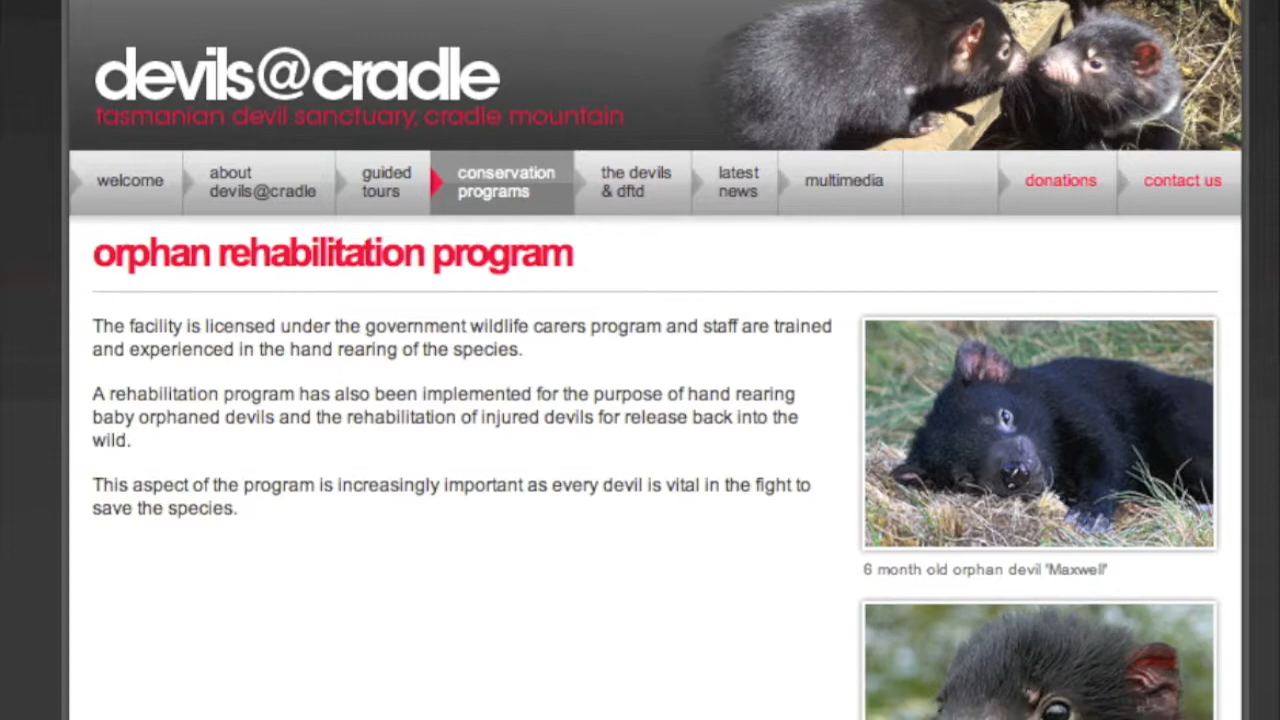 devils@cradle
tasmanian devil sanctuary, cradle mountain
welcome
about
devils@cradle
guided
tours
conservation
programs
the devils
& dftd
latest
news
multimedia
donations
contact us
orphan rehabilitation program
The facility is licensed under the government wildlife carers program and staff are trained
and experienced in the hand rearing of the species.
A rehabilitation program has also been implemented for the purpose of hand rearing
baby orphaned devils and the rehabilitation of injured devils for release back into the
wild.
This aspect of the program is increasingly important as every devil is vital in the fight to
save the species.
6 month old orphan devil 'Maxwell'